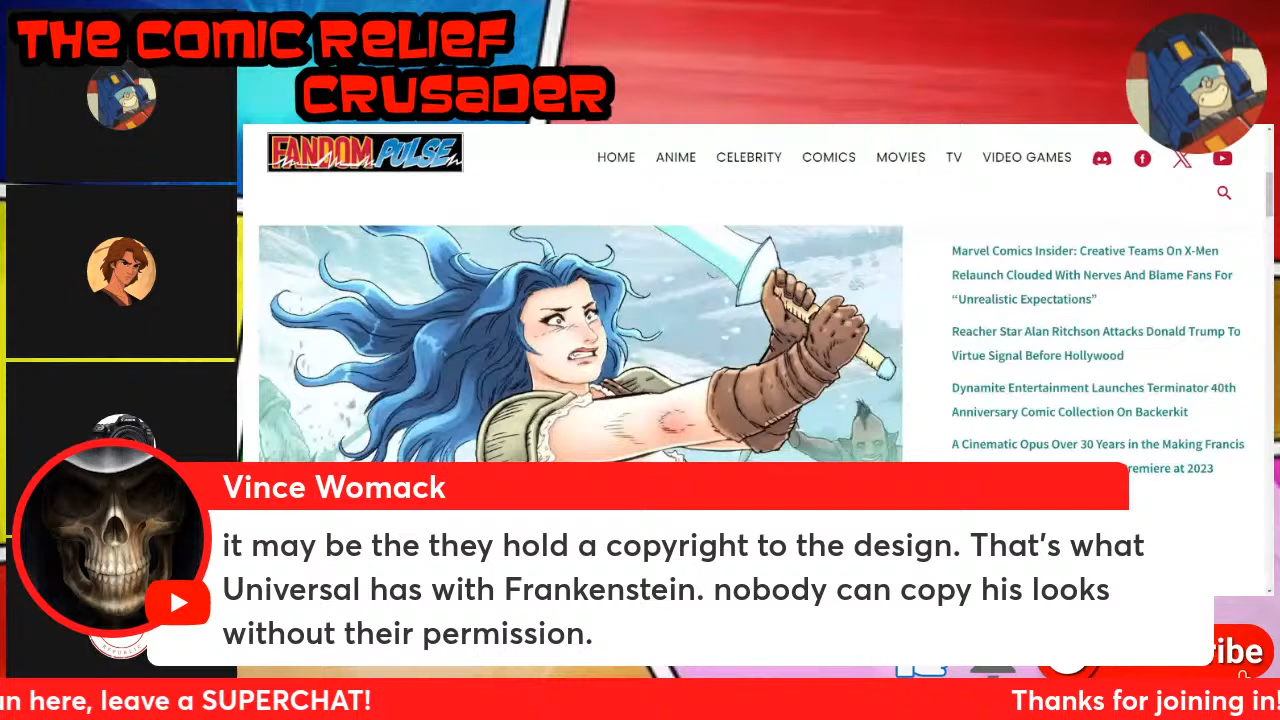 THE COMIC RELIEF
CRUSADER
FANDOM PULSE
HOME ANIME CELEBRITY COMICS MOVIES TV VIDEO GAMES
Marvel Comics Insider: Creative Teams On X-Men
Relaunch Clouded With Nerves And Blame Fans For
“Unrealistic Expectations”
Reacher Star Alan Ritchson Attacks Donald Trump To
Virtue Signal Before Hollywood
Dynamite Entertainment Launches Terminator 40th
Anniversary Comic Collection On Backerkit
A Cinematic Opus Over 30 Years in the Making Francis
at 2023
Vince Womack
it may be the they hold a copyright to the design. That's what
Universal has with Frankenstein. nobody can copy his looks
without their permission.
REPUBLIC
here, leave a SUPERCHAT!
Thanks for joining in!